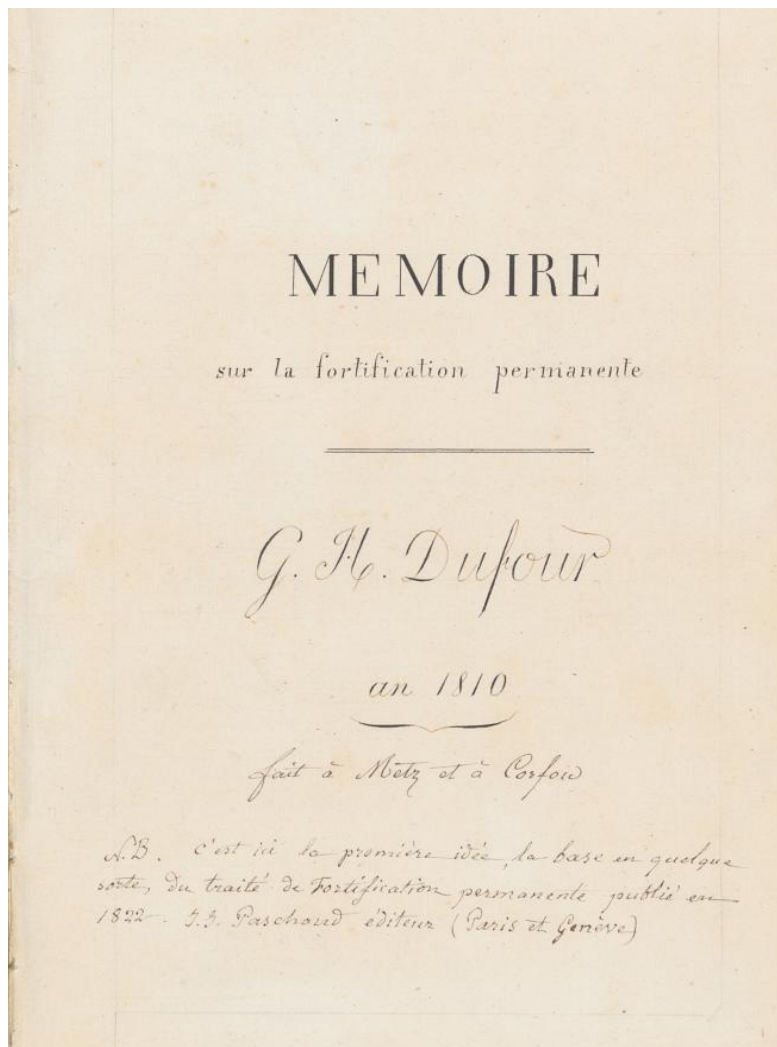 MEMOIRE
sur la fortification permanente
G. H. Dufour
an 1810
fait à Metz et à Corfou
N.B. c'est ici la première idée, la base en quelque
sorte, du traité de Fortification permanente publié en
1822. J.J. Paschoud éditeur (Paris et Genève)